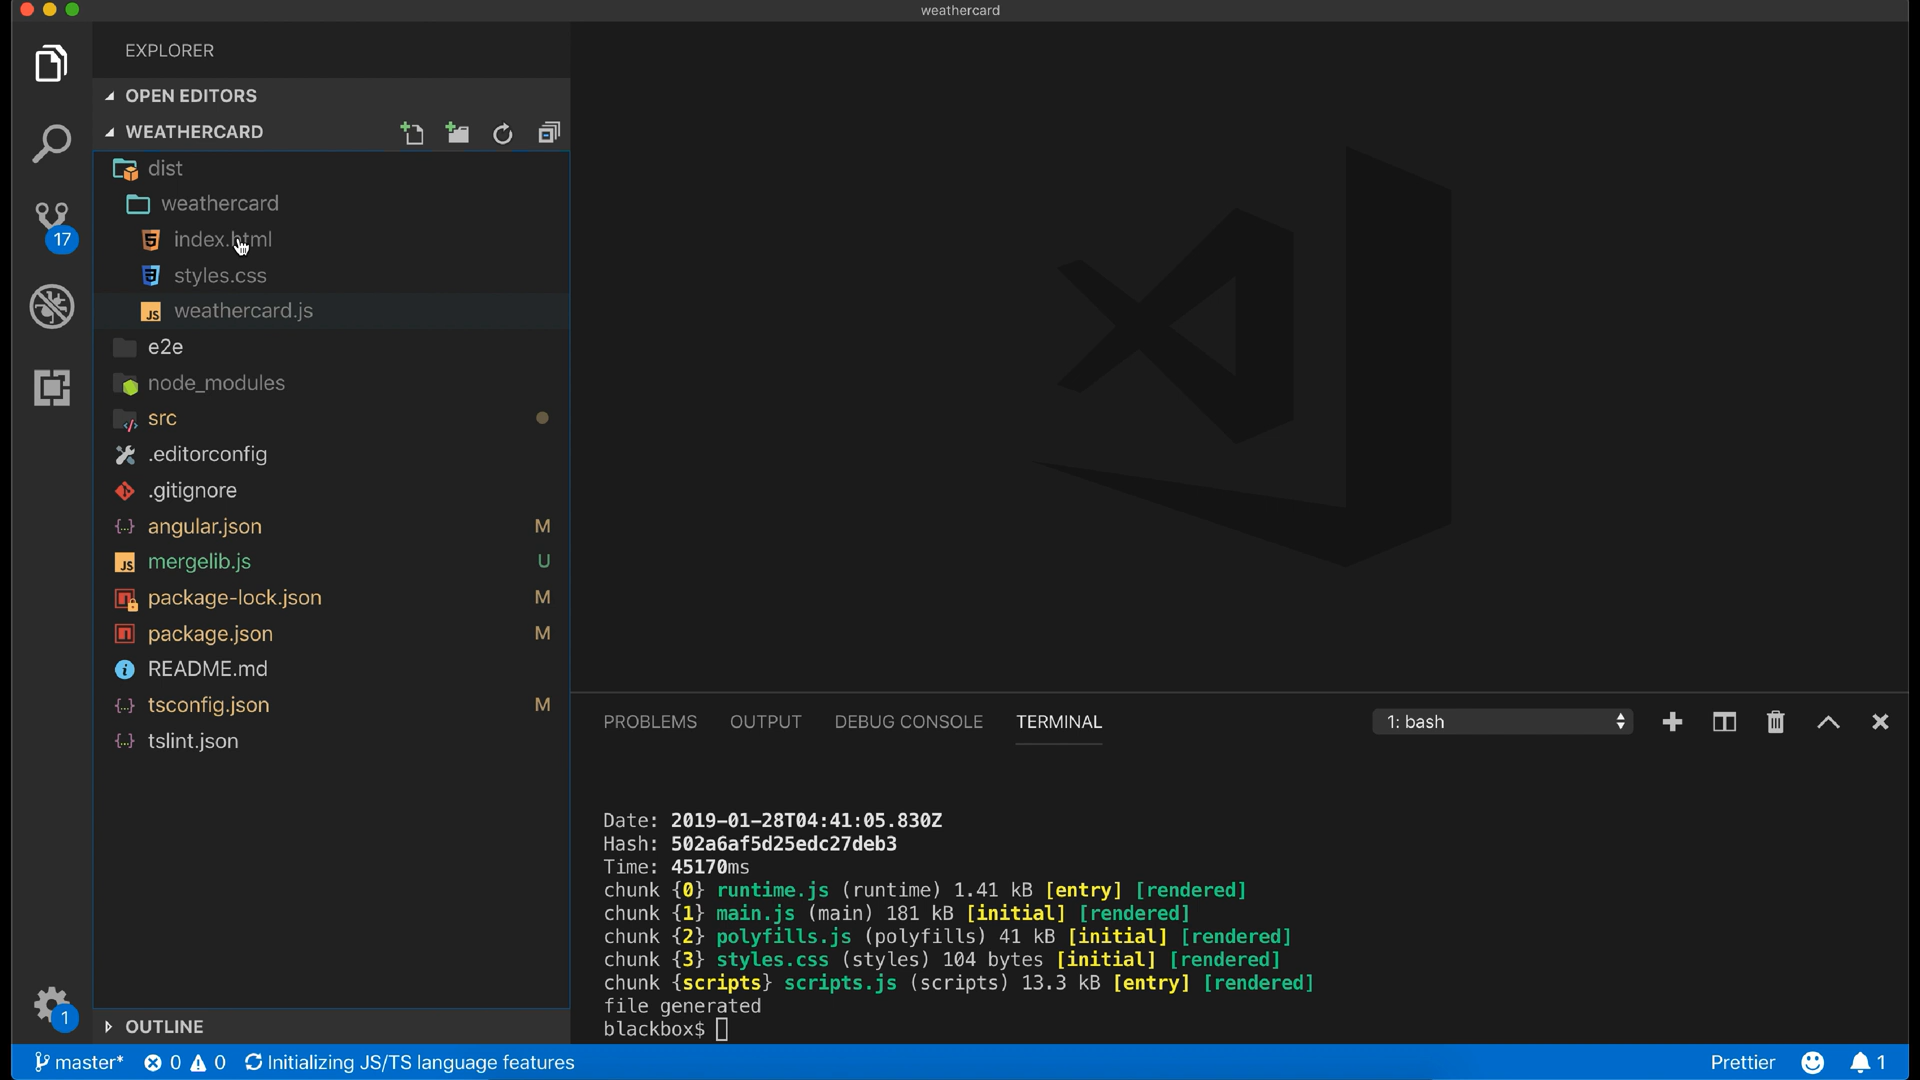 weathercard
EXPLORER
OPEN EDITORS
WEATHERCARD
dist
weathercard
index.html
styles.css
weathercard.js
e2e
node_modules
src
.editorconfig
.gitignore
angular.json M
mergelib.js U
package-lock.json M
package.json M
README.md
tsconfig.json M
tslint.json
OUTLINE
17
1
PROBLEMS OUTPUT DEBUG CONSOLE TERMINAL 1: bash
Date: 2019-01-28T04:41:05.830Z
Hash: 502a6af5d25edc27deb3
Time: 45170ms
chunk {0} runtime.js (runtime) 1.41 kB [entry] [rendered]
chunk {1} main.js (main) 181 kB [initial] [rendered]
chunk {2} polyfills.js (polyfills) 41 kB [initial] [rendered]
chunk {3} styles.css (styles) 104 bytes [initial] [rendered]
chunk {scripts} scripts.js (scripts) 13.3 kB [entry] [rendered]
file generated
blackbox$
master* 0 0 Initializing JS/TS language features Prettier 1